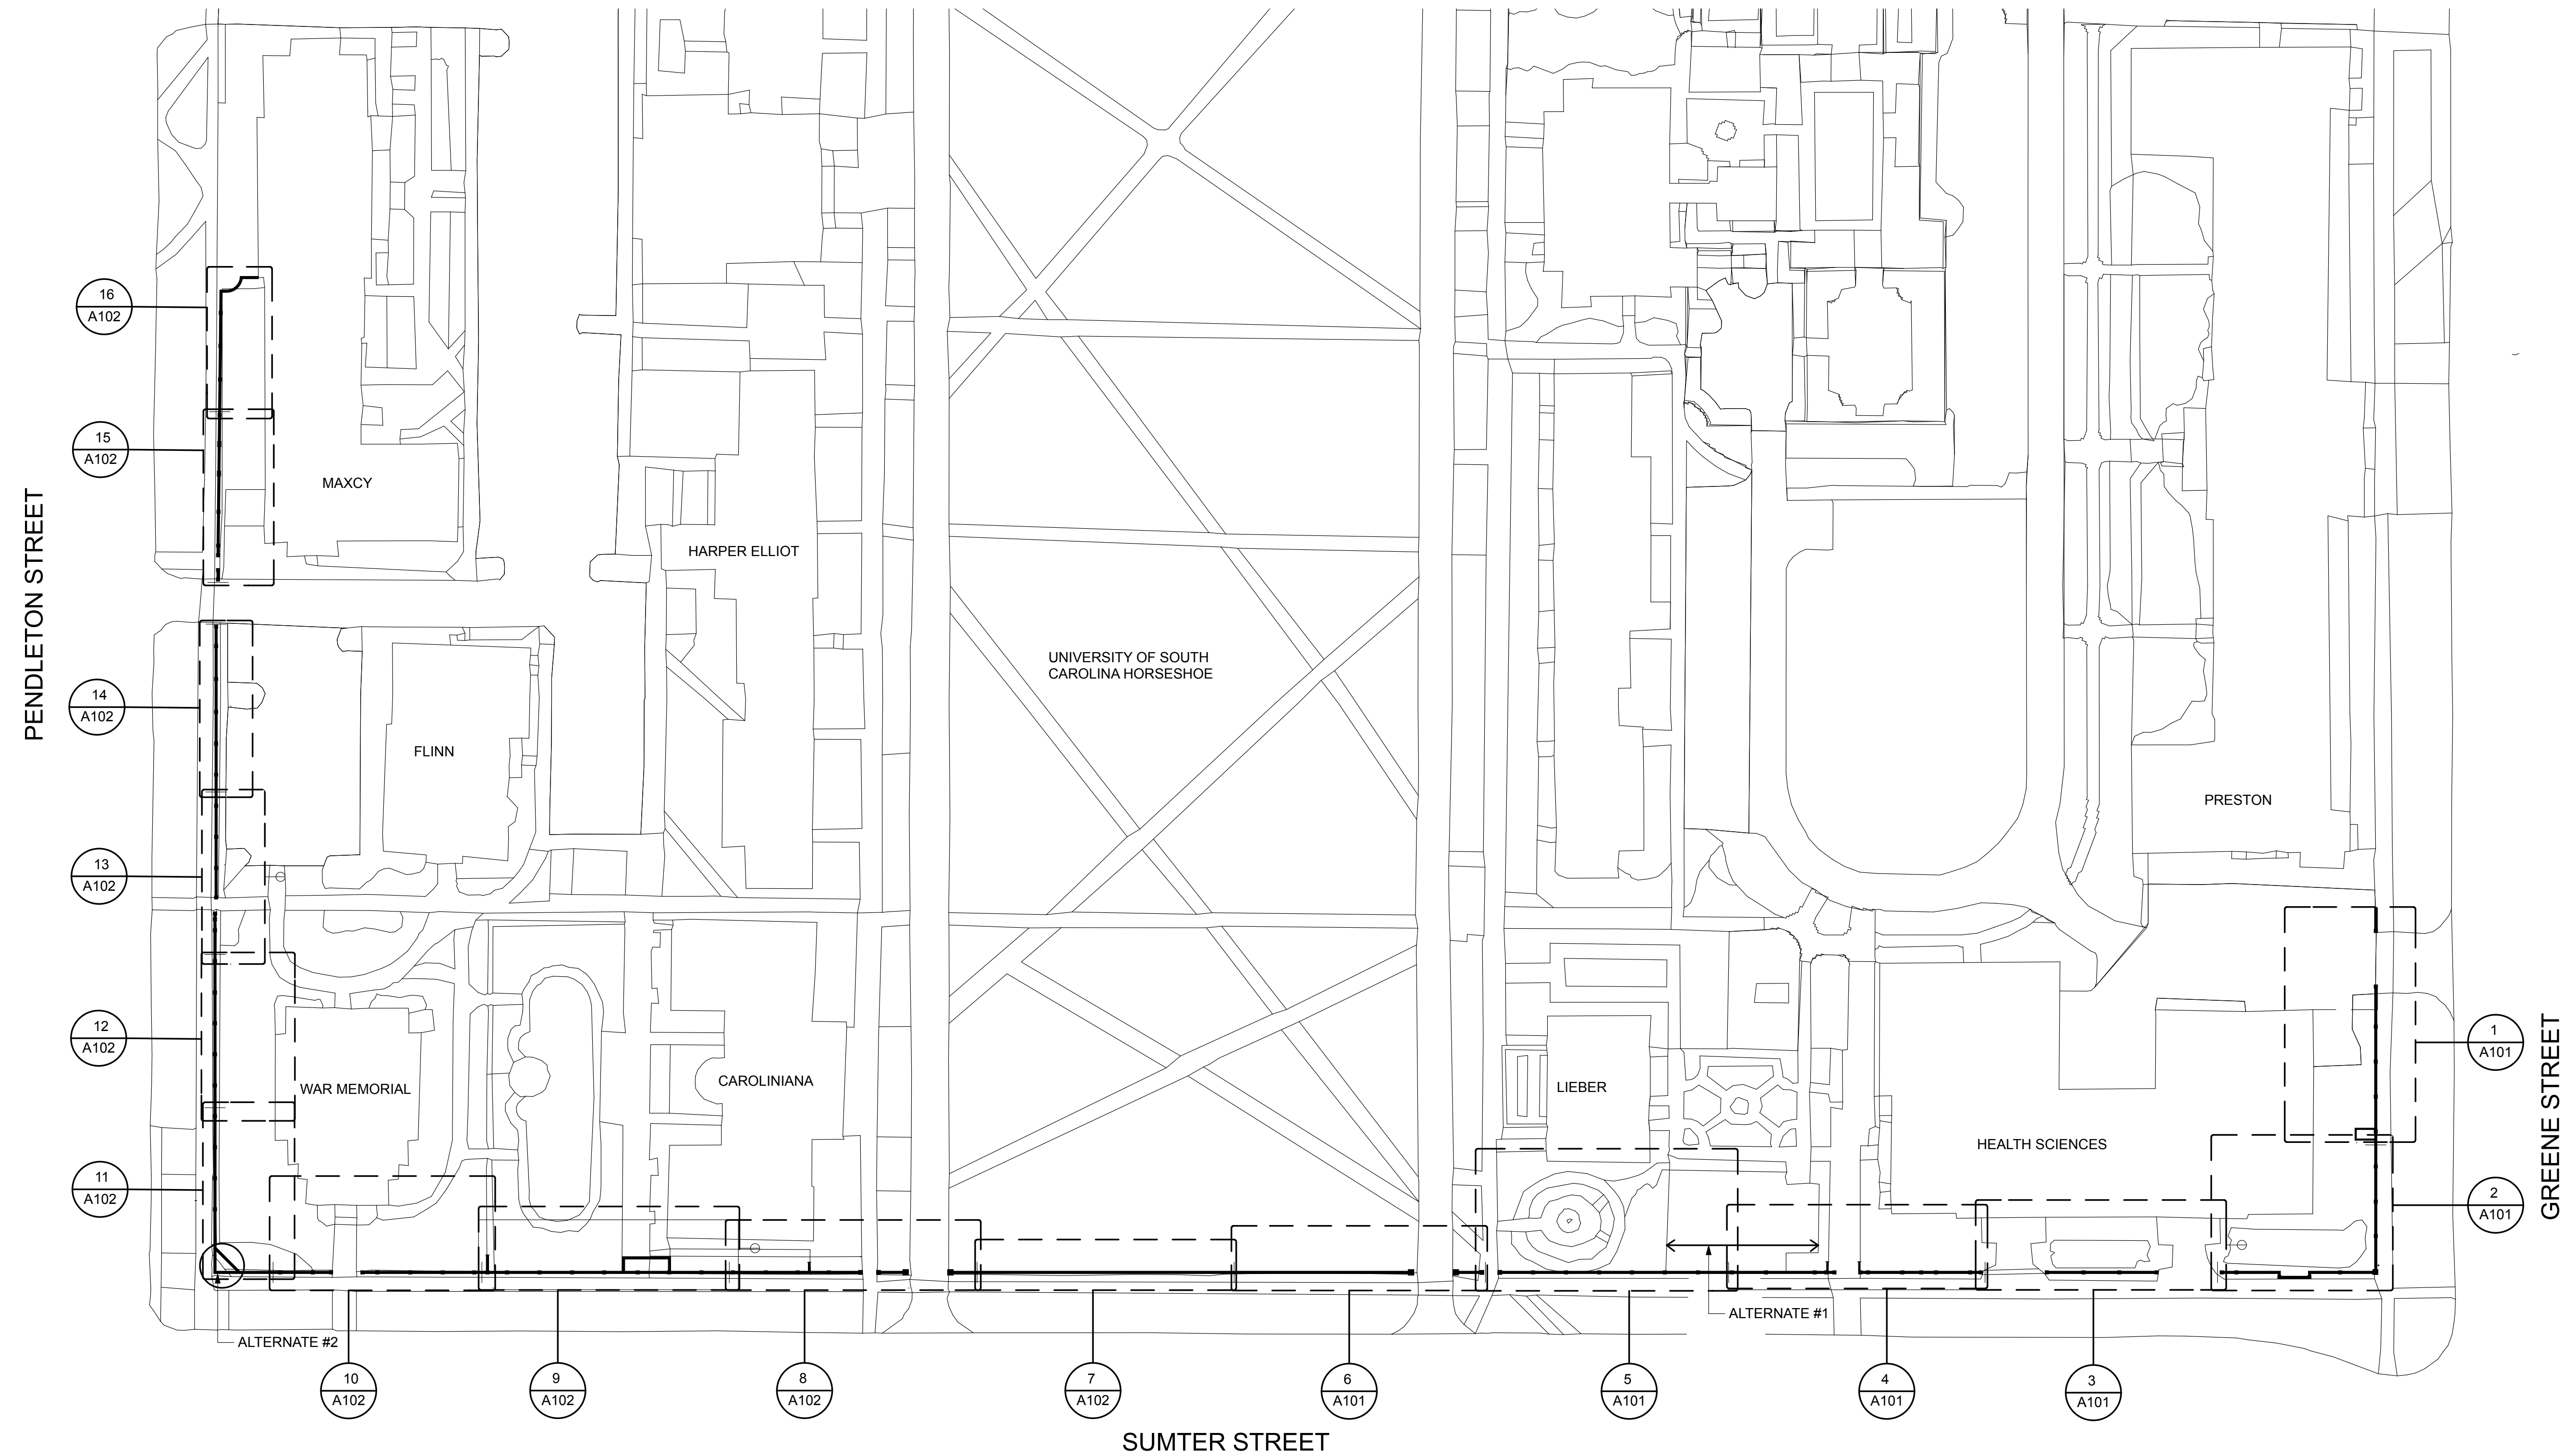 16
A102
15
A102
MAXCY
PENDLETON STREET
HARPER ELLIOT
UNIVERSITY OF SOUTH
CAROLINA HORSESHOE
14
A102
FLINN
PRESTON
13
A102
12
A102
WAR MEMORIAL
CAROLINIANA
LIEBER
HEALTH SCIENCES
1
A101
GREENE STREET
11
A102
2
A101
ALTERNATE #1
ALTERNATE #2
10
A102
9
A102
8
A102
7
A102
6
A101
5
A101
4
A101
3
A101
SUMTER STREET